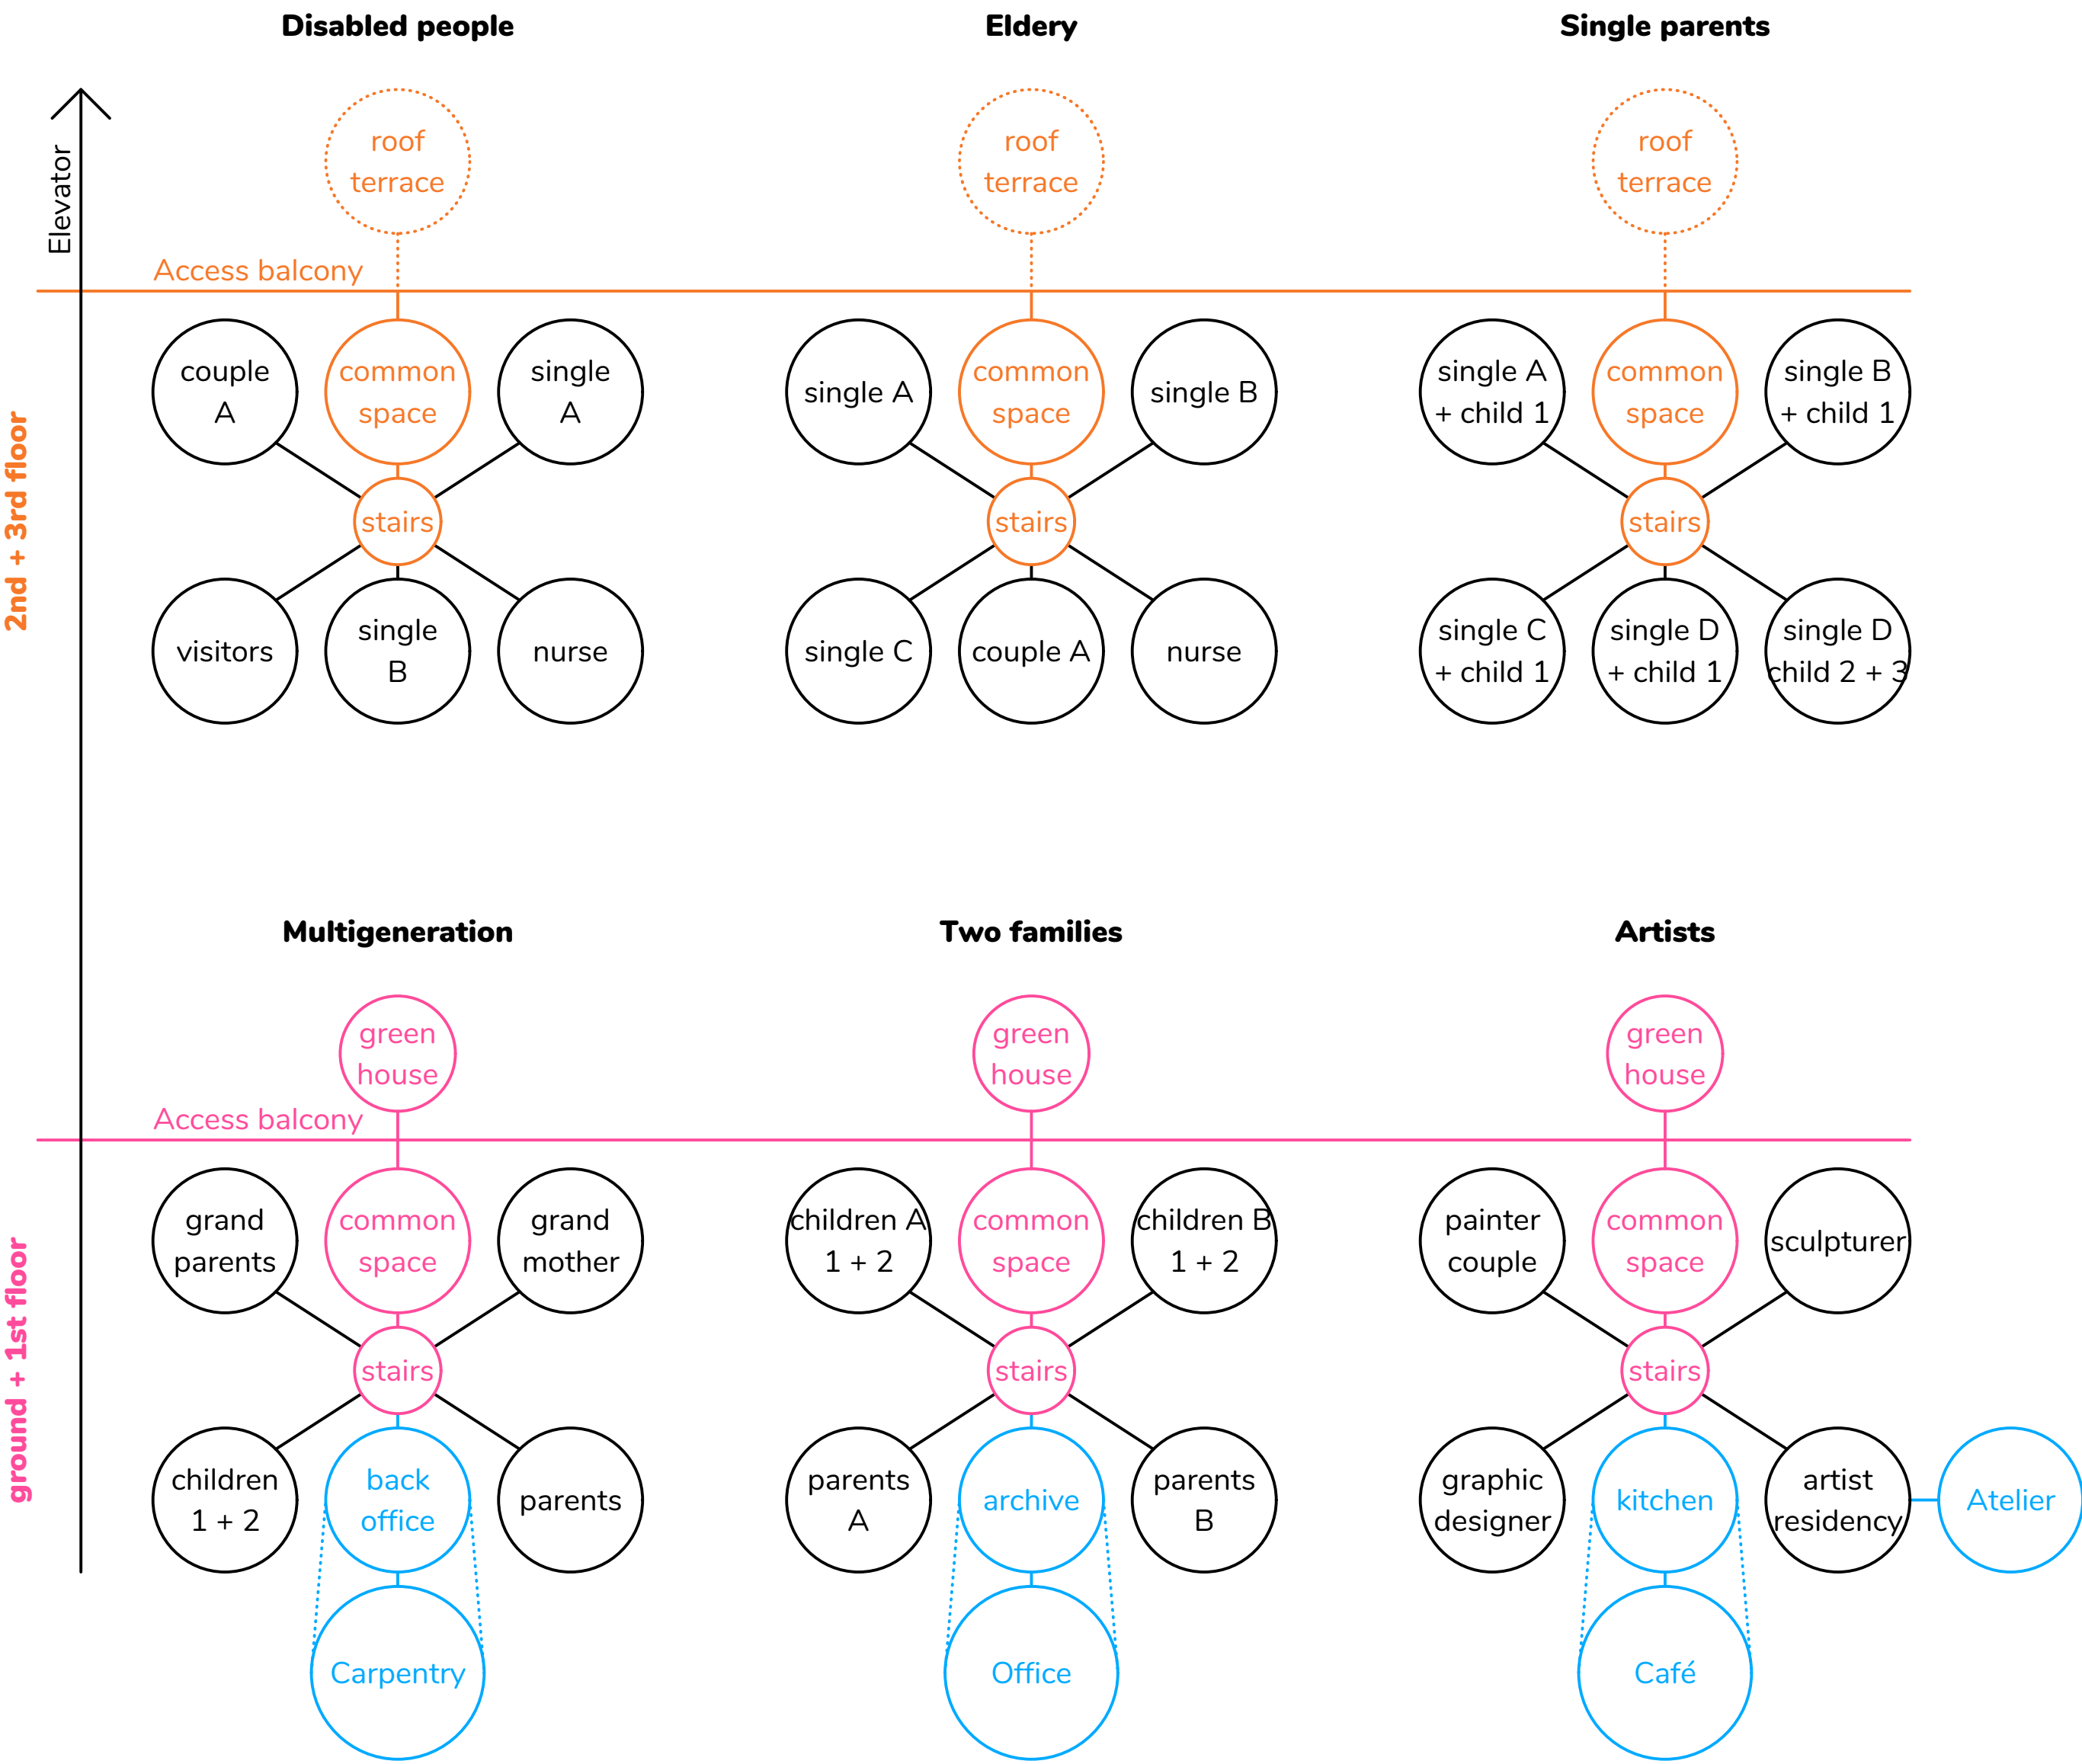 Disabled people
Eldery
Single parents
roof
terrace
roof
terrace
roof
terrace
Elevator
Access balcony
couple
A
common
space
single
A
single A
common
space
single B
single A
+ child 1
common
space
single B
+ child 1
stairs
stairs
stairs
2nd + 3rd floor
visitors
single
B
nurse
single C
couple A
nurse
single C
+ child 1
single D
+ child 1
single D
child 2 + 3
Multigeneration
Two families
Artists
green
house
green
house
green
house
Access balcony
grand
parents
common
space
grand
mother
children A
1 + 2
common
space
children B
1 + 2
painter
couple
common
space
sculpturer
stairs
stairs
stairs
ground + 1st floor
children
1 + 2
back
office
parents
parents
A
archive
parents
B
graphic
designer
kitchen
artist
residency
Atelier
Carpentry
Office
Café